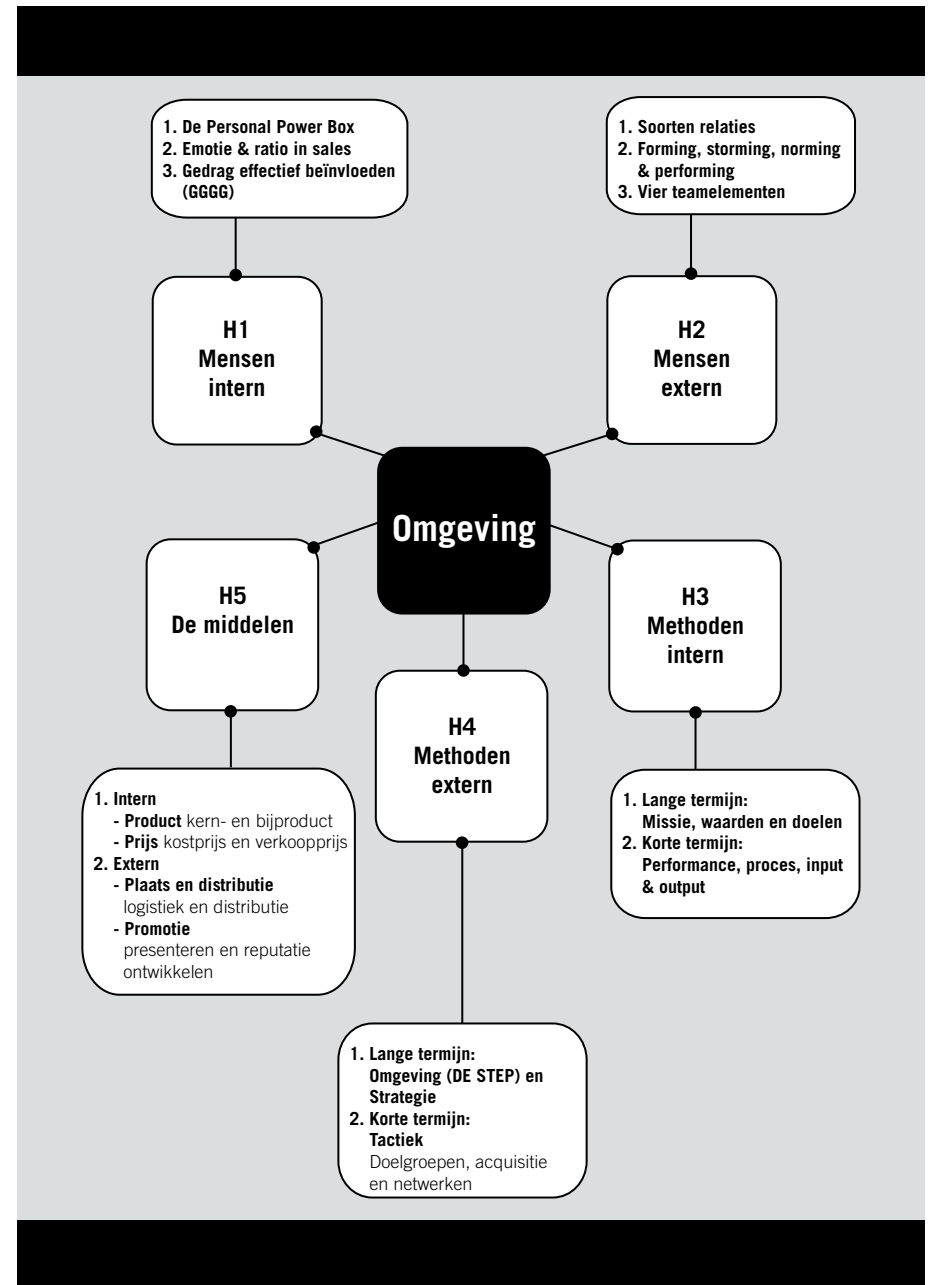 1. De Personal Power Box
2. Emotie & ratio in sales
3. Gedrag effectief beïnvloeden
(GGGG)
1. Soorten relaties
2. Forming, storming, norming
& performing
3. Vier teamelementen
H1
Mensen
intern
H2
Mensen
extern
Omgeving
H5
De middelen
H3
Methoden
intern
H4
Methoden
extern
1. Intern
- Product kern- en bijproduct
- Prijs kostprijs en verkoopprijs
2. Extern
- Plaats en distributie
logistiek en distributie
- Promotie
presenteren en reputatie
ontwikkelen
1. Lange termijn:
Missie, waarden en doelen
2. Korte termijn:
Performance, proces, input
& output
1. Lange termijn:
Omgeving (DE STEP) en
Strategie
2. Korte termijn:
Tactiek
Doelgroepen, acquisitie
en netwerken